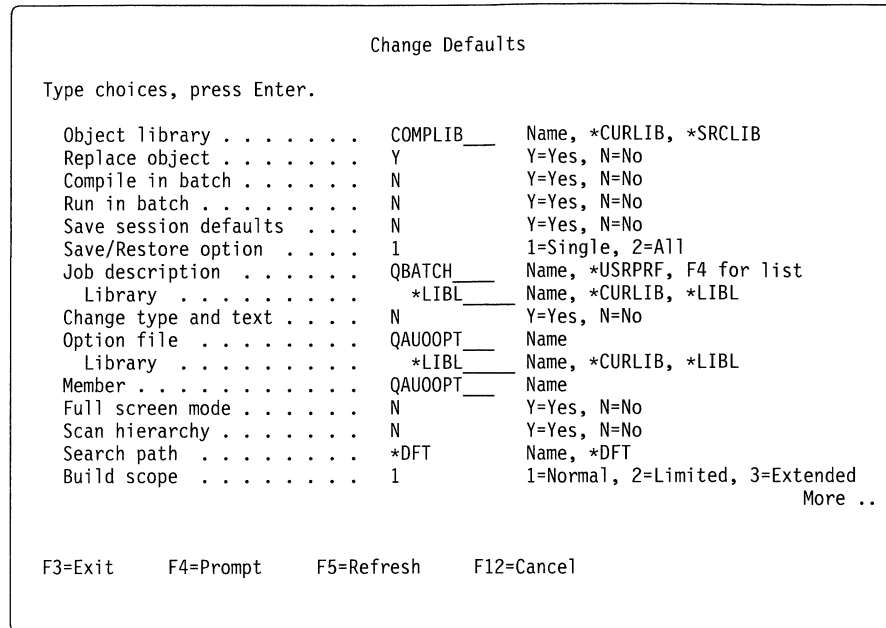 Change Defaults
Type choices, press Enter.
Object library . . . . . . . COMPLIB___ Name, *CURLIB, *SRCLIB
Replace object . . . . . . . Y Y=Yes, N=No
Compile in batch . . . . . . N Y=Yes, N=No
Run in batch . . . . . . . . N Y=Yes, N=No
Save session defaults . . . N Y=Yes, N=No
Save/Restore option . . . . 1 1=Single, 2=All
Job description . . . . . . QBATCH____ Name, *USRPRF, F4 for list
Library . . . . . . . . . *LIBL_____ Name, *CURLIB, *LIBL
Change type and text . . . . N Y=Yes, N=No
Option file . . . . . . . . QAUOOPT___ Name
Library . . . . . . . . . *LIBL_____ Name, *CURLIB, *LIBL
Member . . . . . . . . . . . QAUOOPT___ Name
Full screen mode . . . . . . N Y=Yes, N=No
Scan hierarchy . . . . . . . N Y=Yes, N=No
Search path . . . . . . . . *DFT Name, *DFT
Build scope . . . . . . . . 1 1=Normal, 2=Limited, 3=Extended
More ..
F3=Exit F4=Prompt F5=Refresh F12=Cancel